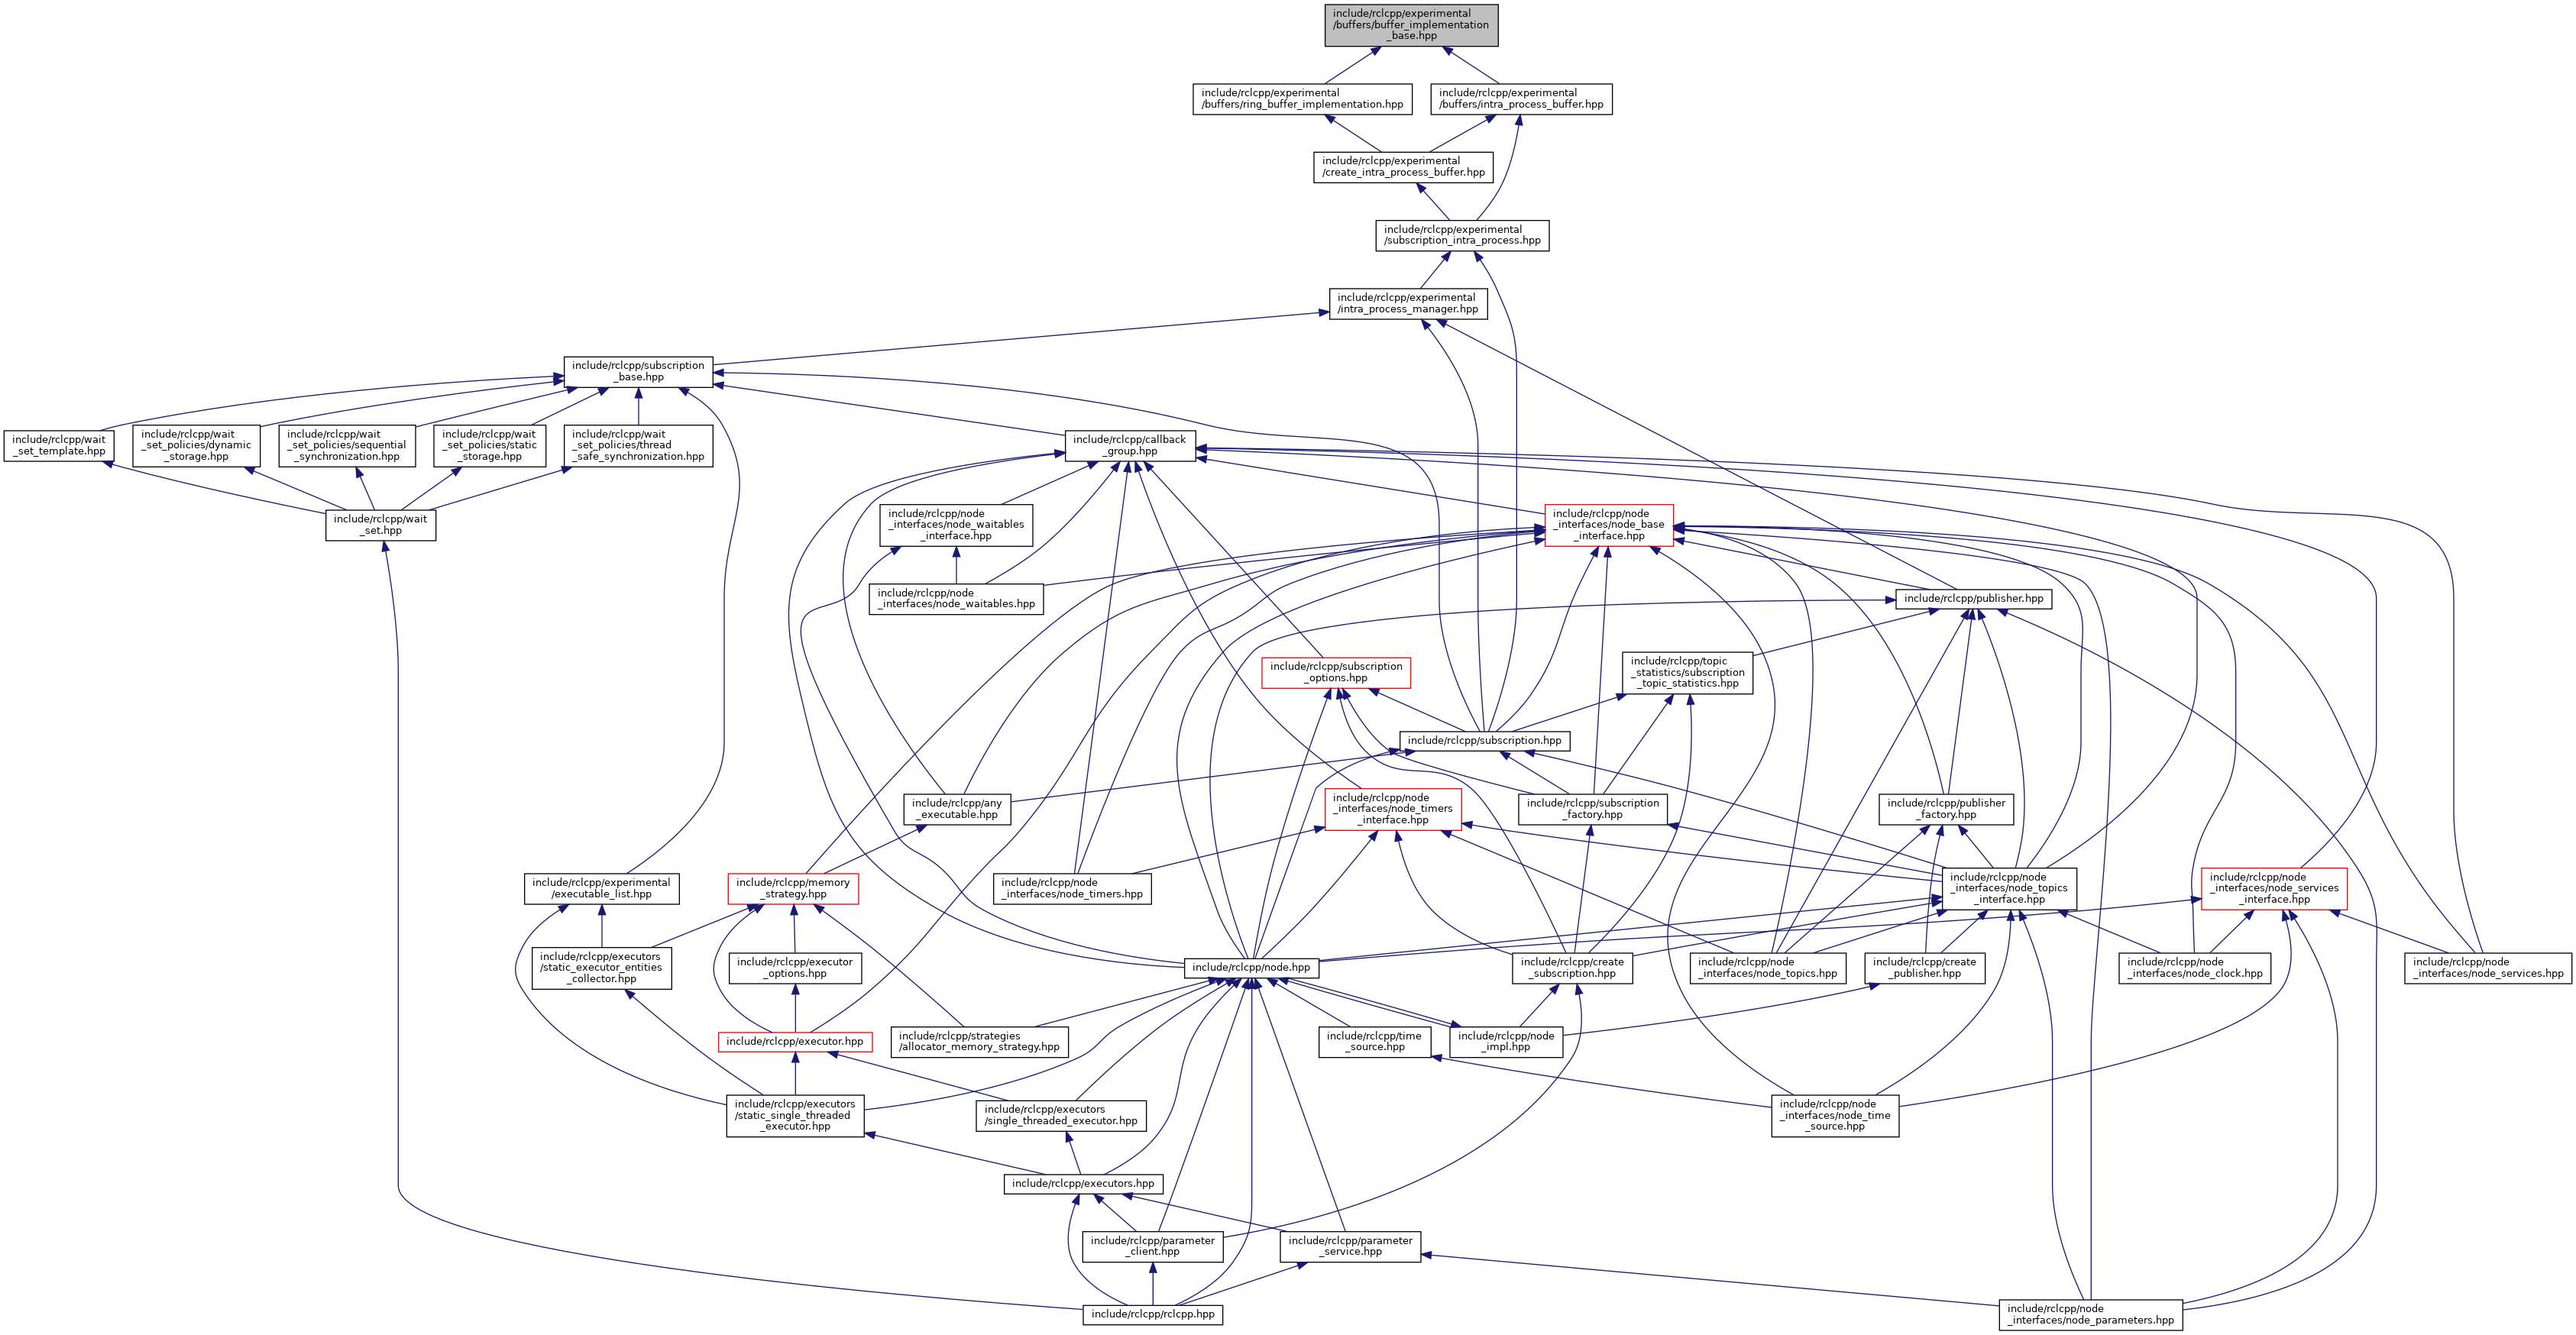 include/rclcpp/experimental
/buffers/buffer_implementation
_base.hpp
include/rclcpp/experimental
/buffers/ring_buffer_implementation.hpp
include/rclcpp/experimental
/buffers/intra_process_buffer.hpp
include/rclcpp/experimental
/create_intra_process_buffer.hpp
include/rclcpp/experimental
/subscription_intra_process.hpp
include/rclcpp/experimental
/intra_process_manager.hpp
include/rclcpp/subscription
_base.hpp
include/rclcpp/wait
_set_template.hpp
include/rclcpp/wait
_set_policies/dynamic
_storage.hpp
include/rclcpp/wait
_set_policies/sequential
_synchronization.hpp
include/rclcpp/wait
_set_policies/static
_storage.hpp
include/rclcpp/wait
_set_policies/thread
_safe_synchronization.hpp
include/rclcpp/callback
_group.hpp
include/rclcpp/wait
_set.hpp
include/rclcpp/node
_interfaces/node_waitables
_interface.hpp
include/rclcpp/node
_interfaces/node_base
_interface.hpp
include/rclcpp/node
_interfaces/node_waitables.hpp
include/rclcpp/publisher.hpp
include/rclcpp/subscription
_options.hpp
include/rclcpp/topic
_statistics/subscription
_topic_statistics.hpp
include/rclcpp/subscription.hpp
include/rclcpp/any
_executable.hpp
include/rclcpp/node
_interfaces/node_timers
_interface.hpp
include/rclcpp/subscription
_factory.hpp
include/rclcpp/publisher
_factory.hpp
include/rclcpp/experimental
/executable_list.hpp
include/rclcpp/memory
_strategy.hpp
include/rclcpp/node
_interfaces/node_timers.hpp
include/rclcpp/node
_interfaces/node_topics
_interface.hpp
include/rclcpp/node
_interfaces/node_services
_interface.hpp
include/rclcpp/executors
/static_executor_entities
_collector.hpp
include/rclcpp/executor
_options.hpp
include/rclcpp/node.hpp
include/rclcpp/create
_subscription.hpp
include/rclcpp/node
_interfaces/node_topics.hpp
include/rclcpp/create
_publisher.hpp
include/rclcpp/node
_interfaces/node_clock.hpp
include/rclcpp/node
_interfaces/node_services.hpp
include/rclcpp/executor.hpp
include/rclcpp/strategies
/allocator_memory_strategy.hpp
include/rclcpp/time
_source.hpp
include/rclcpp/node
_impl.hpp
include/rclcpp/executors
/static_single_threaded
_executor.hpp
include/rclcpp/executors
/single_threaded_executor.hpp
include/rclcpp/node
_interfaces/node_time
_source.hpp
include/rclcpp/executors.hpp
include/rclcpp/parameter
_client.hpp
include/rclcpp/parameter
_service.hpp
include/rclcpp/rclcpp.hpp
include/rclcpp/node
_interfaces/node_parameters.hpp